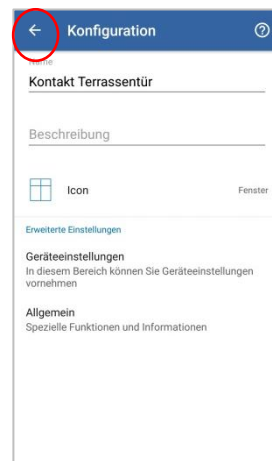 Konfiguration
Name
Kontakt Terrassentür
Beschreibung
Icon Fenster
Erweiterte Einstellungen
Geräteeinstellungen
In diesem Bereich können Sie Geräteeinstellungen
vornehmen
Allgemein
Spezielle Funktionen und Informationen